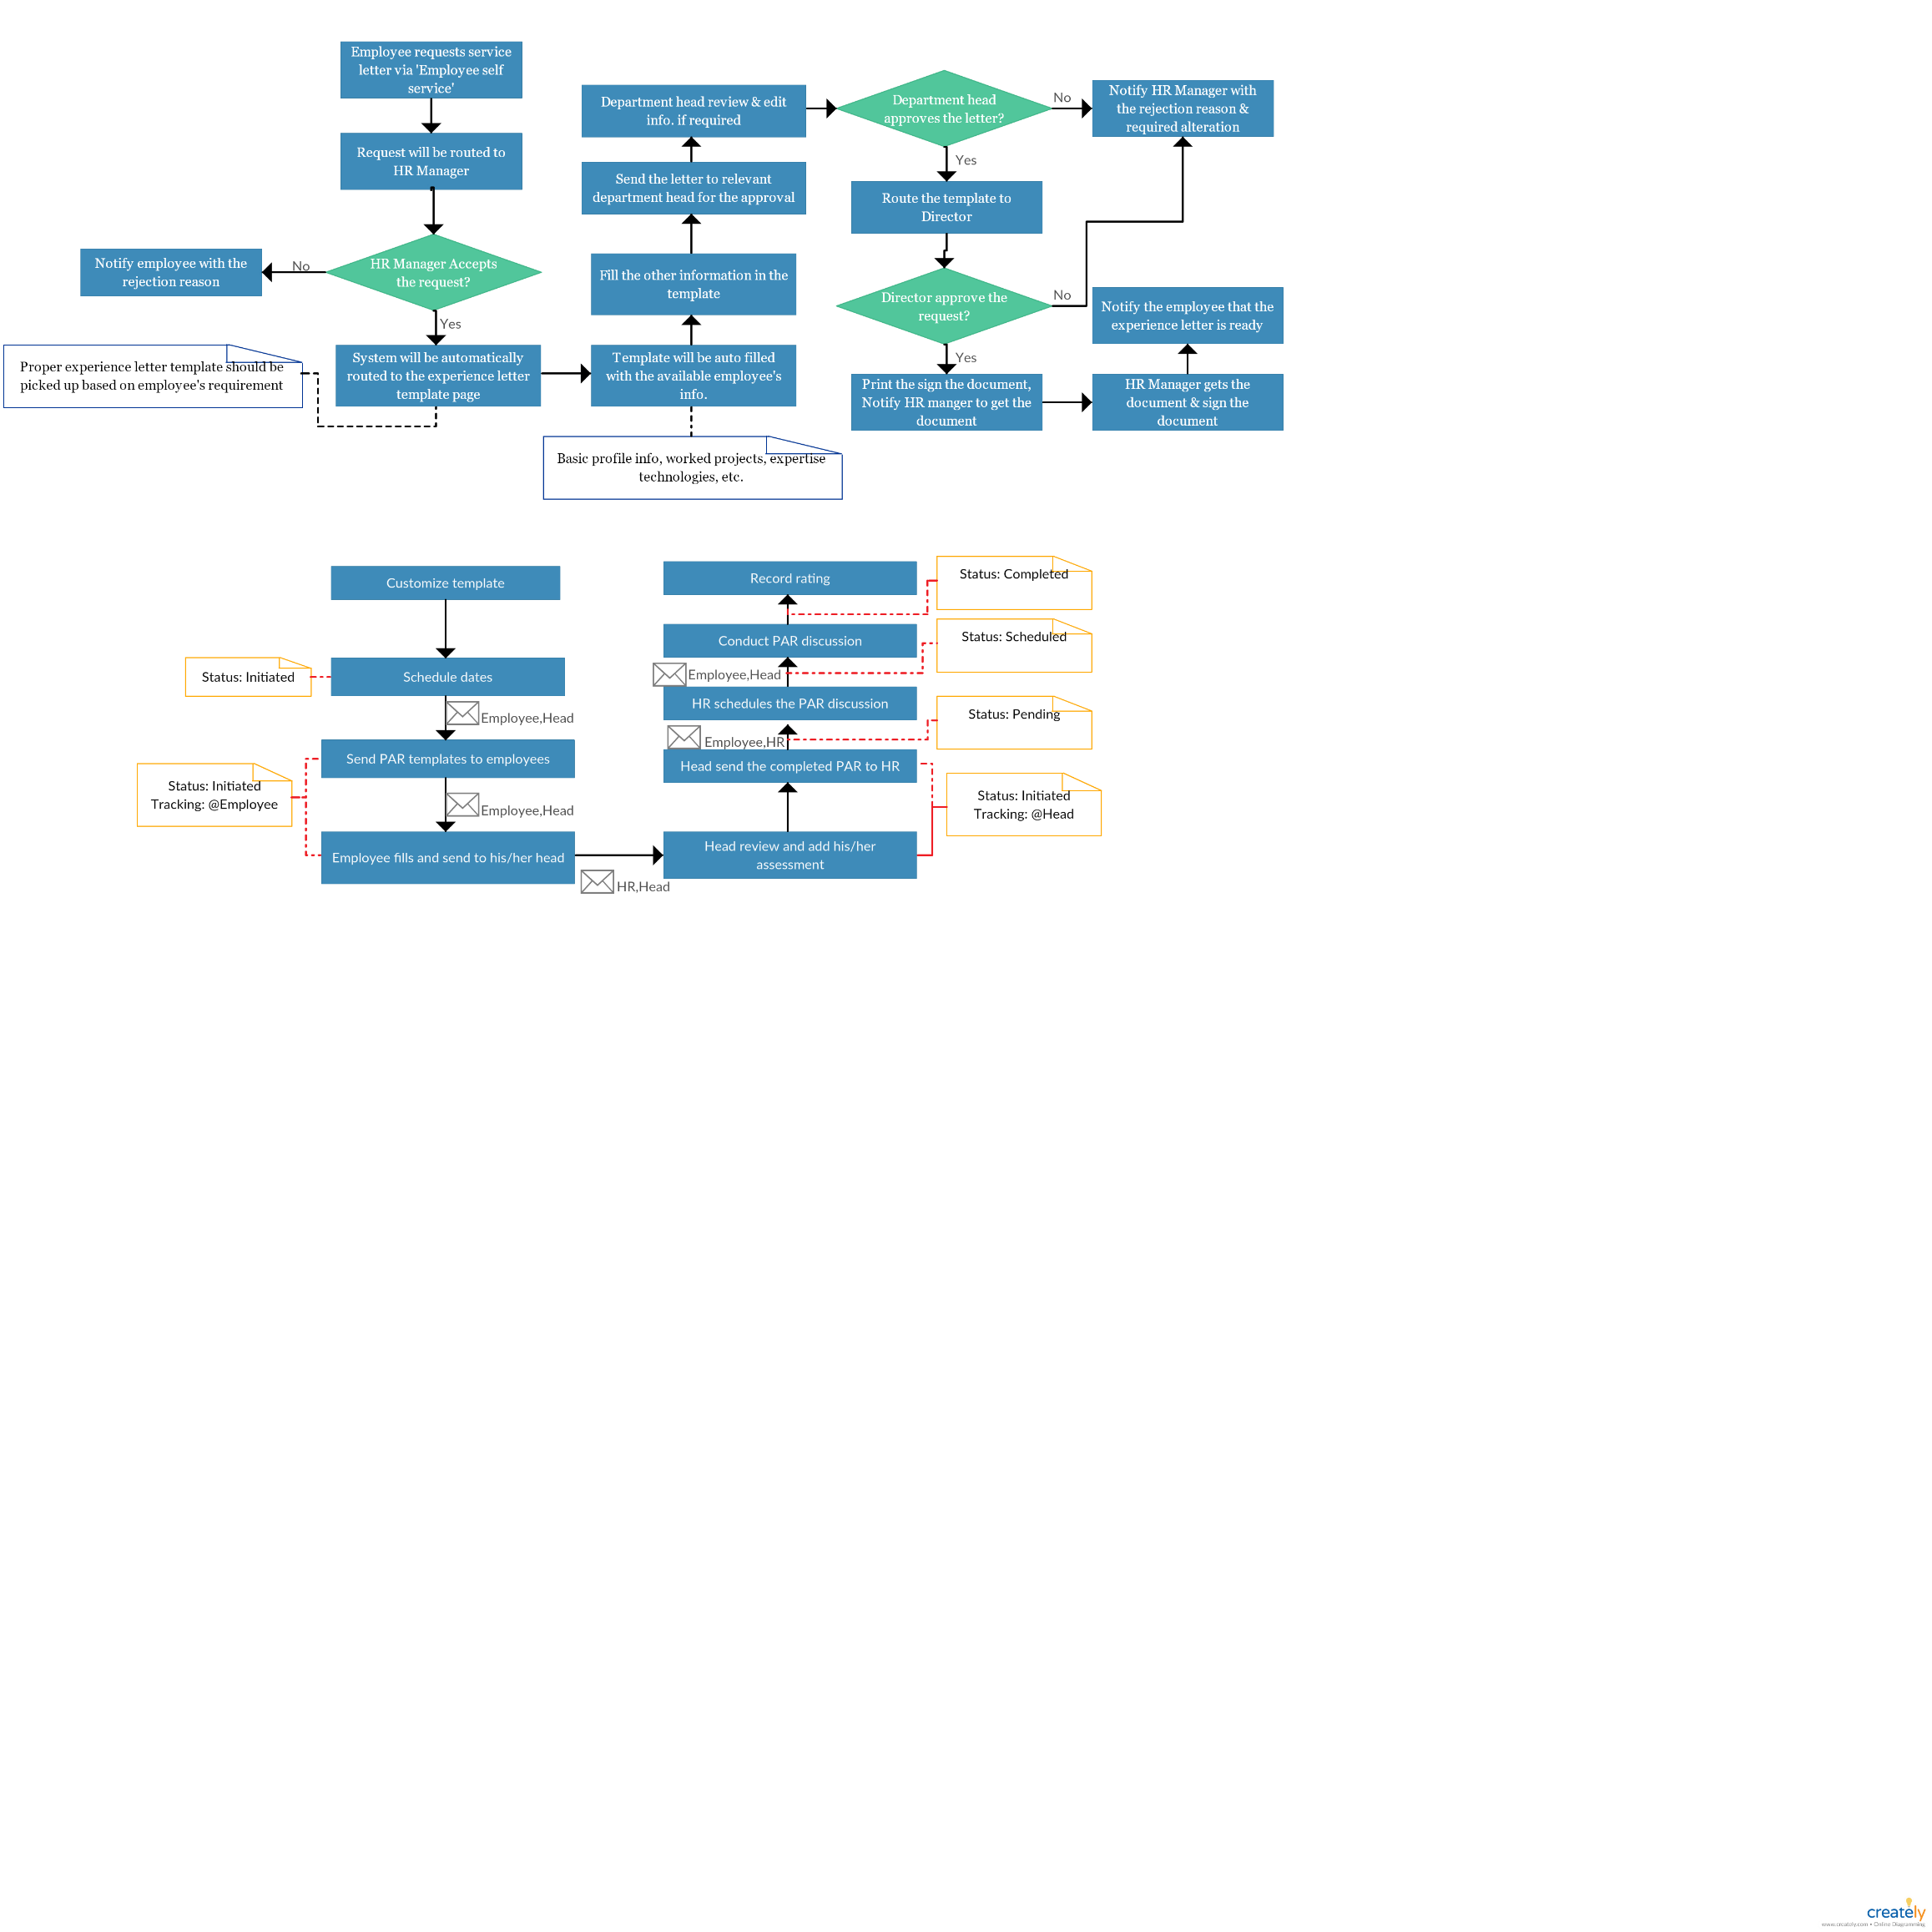 Employee requests service
letter via 'Employee self
service'
Request will be routed to
HR Manager
HR Manager Accepts
the request?
No
Notify employee with the
rejection reason
Yes
System will be automatically
routed to the experience letter
template page
Proper experience letter template should be
picked up based on employee's requirement
Template will be auto filled
with the available employee's
info.
Basic profile info, worked projects, expertise
technologies, etc.
Fill the other information in the
template
Send the letter to relevant
department head for the approval
Department head review & edit
info. if required
Department head
approves the letter?
No
Notify HR Manager with
the rejection reason &
required alteration
Yes
Route the template to
Director
Director approve the
request?
No
Yes
Print the sign the document,
Notify HR manger to get the
document
HR Manager gets the
document & sign the
document
Notify the employee that the
experience letter is ready
Customize template
Schedule dates
Status: Initiated
Employee,Head
Send PAR templates to employees
Status: Initiated
Tracking: @Employee
Employee,Head
Employee fills and send to his/her head
HR,Head
Head review and add his/her
assessment
Status: Initiated
Tracking: @Head
Head send the completed PAR to HR
Employee,HR
Status: Pending
HR schedules the PAR discussion
Employee,Head
Status: Scheduled
Conduct PAR discussion
Status: Completed
Record rating
creately
www.creately.com • Online Diagramming